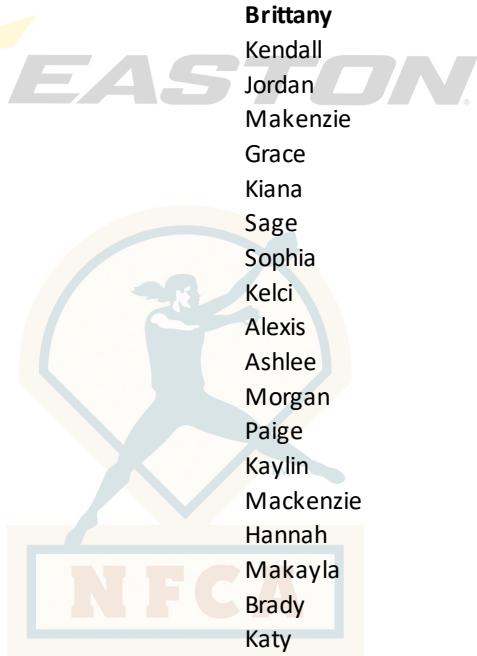 Brittany
Kendall
EASTON
Jordan
Makenzie
Grace
Kiana
Sage
Sophia
Kelci
Alexis
Ashlee
Morgan
Paige
Kaylin
Mackenzie
Hannah
Makayla
NFCA
Brady
Katy